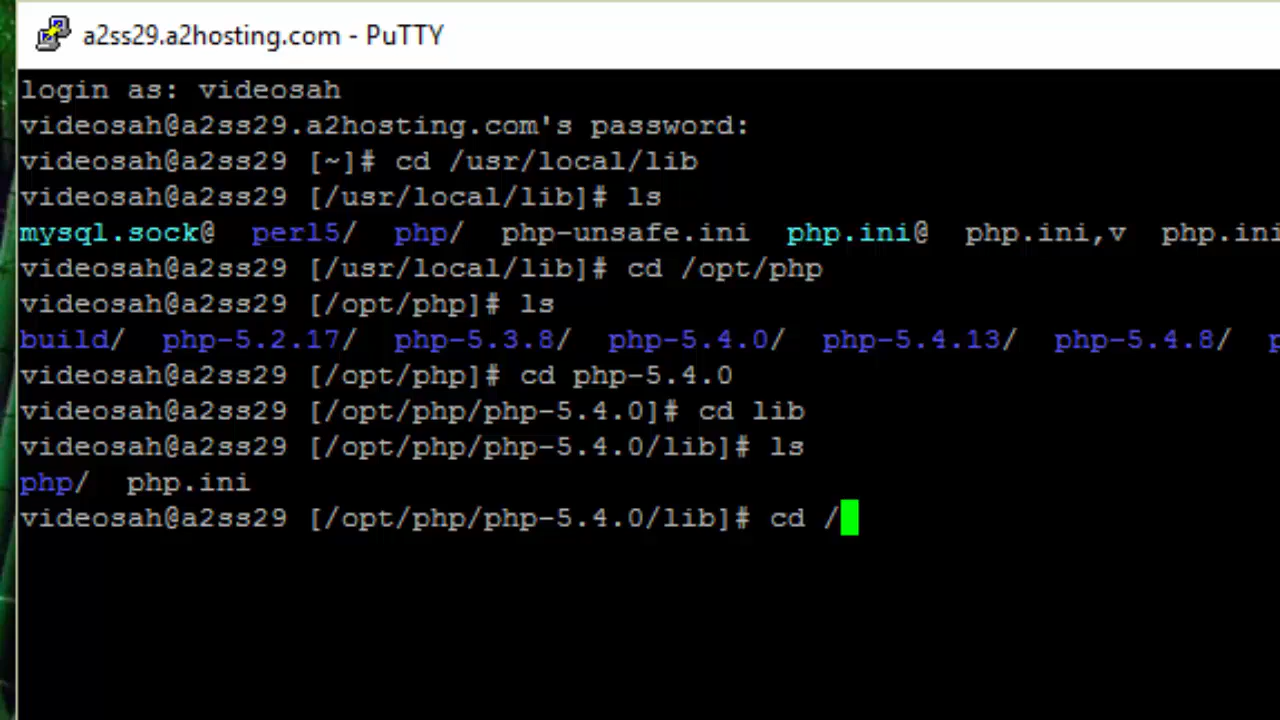 a2ss29.a2hosting.com - PuTTY
login as: videosah
videosah@a2ss29.a2hosting.com's password:
videosah@a2ss29 [~]# cd /usr/local/lib
videosah@a2ss29 [/usr/local/lib]# ls
mysql.sock@ perl5/ php/ php-unsafe.ini php.ini@ php.ini,v php.ini
videosah@a2ss29 [/usr/local/lib]# cd /opt/php
videosah@a2ss29 [/opt/php]# ls
build/ php-5.2.17/ php-5.3.8/ php-5.4.0/ php-5.4.13/ php-5.4.8/
videosah@a2ss29 [/opt/php]# cd php-5.4.0
videosah@a2ss29 [/opt/php/php-5.4.0]# cd lib
videosah@a2ss29 [/opt/php/php-5.4.0/lib]# ls
php/ php.ini
videosah@a2ss29 [/opt/php/php-5.4.0/lib]# cd /